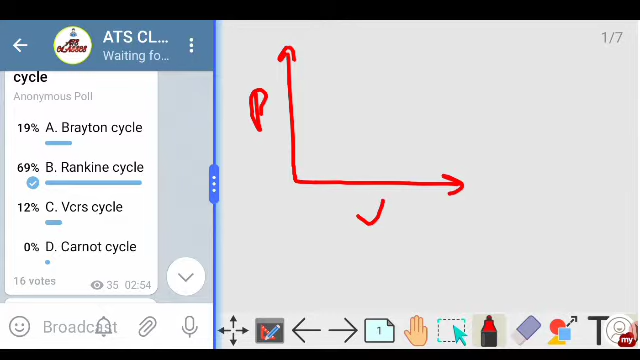 ATS CL...
Waiting fo...
1/7
cycle
Anonymous Poll
19% A. Brayton cycle
69% B. Rankine cycle
12% C. Vcrs cycle
0% D. Carnot cycle
16 votes
35 02:54
Broadcast
P
V
1
T
my